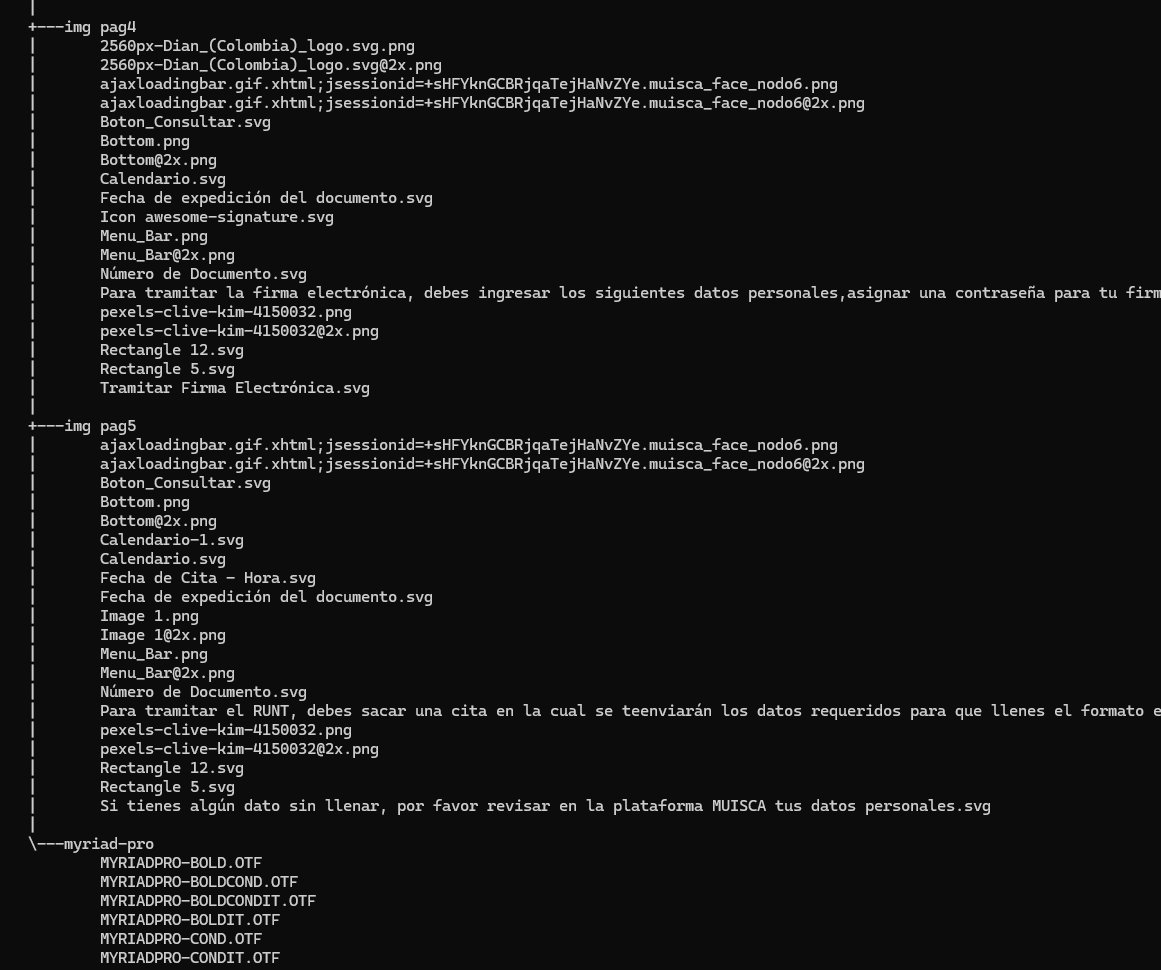 |
+---img pag4
|       2560px-Dian_(Colombia)_logo.svg.png
|       2560px-Dian_(Colombia)_logo.svg@2x.png
|       ajaxloadingbar.gif.xhtml;jsessionid=+sHFYknGCBRjqaTejHaNvZYe.muisca_face_nodo6.png
|       ajaxloadingbar.gif.xhtml;jsessionid=+sHFYknGCBRjqaTejHaNvZYe.muisca_face_nodo6@2x.png
|       Boton_Consultar.svg
|       Bottom.png
|       Bottom@2x.png
|       Calendario.svg
|       Fecha de expedición del documento.svg
|       Icon awesome-signature.svg
|       Menu_Bar.png
|       Menu_Bar@2x.png
|       Número de Documento.svg
|       Para tramitar la firma electrónica, debes ingresar los siguientes datos personales,asignar una contraseña para tu firm
|       pexels-clive-kim-4150032.png
|       pexels-clive-kim-4150032@2x.png
|       Rectangle 12.svg
|       Rectangle 5.svg
|       Tramitar Firma Electrónica.svg
|
+---img pag5
|       ajaxloadingbar.gif.xhtml;jsessionid=+sHFYknGCBRjqaTejHaNvZYe.muisca_face_nodo6.png
|       ajaxloadingbar.gif.xhtml;jsessionid=+sHFYknGCBRjqaTejHaNvZYe.muisca_face_nodo6@2x.png
|       Boton_Consultar.svg
|       Bottom.png
|       Bottom@2x.png
|       Calendario-1.svg
|       Calendario.svg
|       Fecha de Cita - Hora.svg
|       Fecha de expedición del documento.svg
|       Image 1.png
|       Image 1@2x.png
|       Menu_Bar.png
|       Menu_Bar@2x.png
|       Número de Documento.svg
|       Para tramitar el RUNT, debes sacar una cita en la cual se teenviarán los datos requeridos para que llenes el formato e
|       pexels-clive-kim-4150032.png
|       pexels-clive-kim-4150032@2x.png
|       Rectangle 12.svg
|       Rectangle 5.svg
|       Si tienes algún dato sin llenar, por favor revisar en la plataforma MUISCA tus datos personales.svg
|
\---myriad-pro
        MYRIADPRO-BOLD.OTF
        MYRIADPRO-BOLDCOND.OTF
        MYRIADPRO-BOLDCONDIT.OTF
        MYRIADPRO-BOLDIT.OTF
        MYRIADPRO-COND.OTF
        MYRIADPRO-CONDIT.OTF